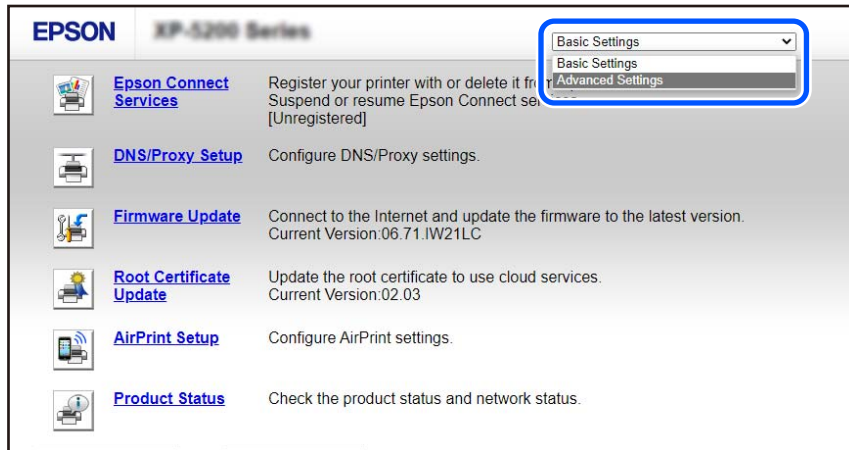 EPSON XP-5200 Series
Basic Settings
Basic Settings
Advanced Settings
Epson Connect
Services
Register your printer with or delete it
Suspend or resume Epson Connect
[Unregistered]
DNS/Proxy Setup
Configure DNS/Proxy settings.
Firmware Update
Connect to the Internet and update the firmware to the latest version.
Current Version:06.71.IW21LC
Root Certificate
Update
Update the root certificate to use cloud services.
Current Version:02.03
AirPrint Setup
Configure AirPrint settings.
Product Status
Check the product status and network status.